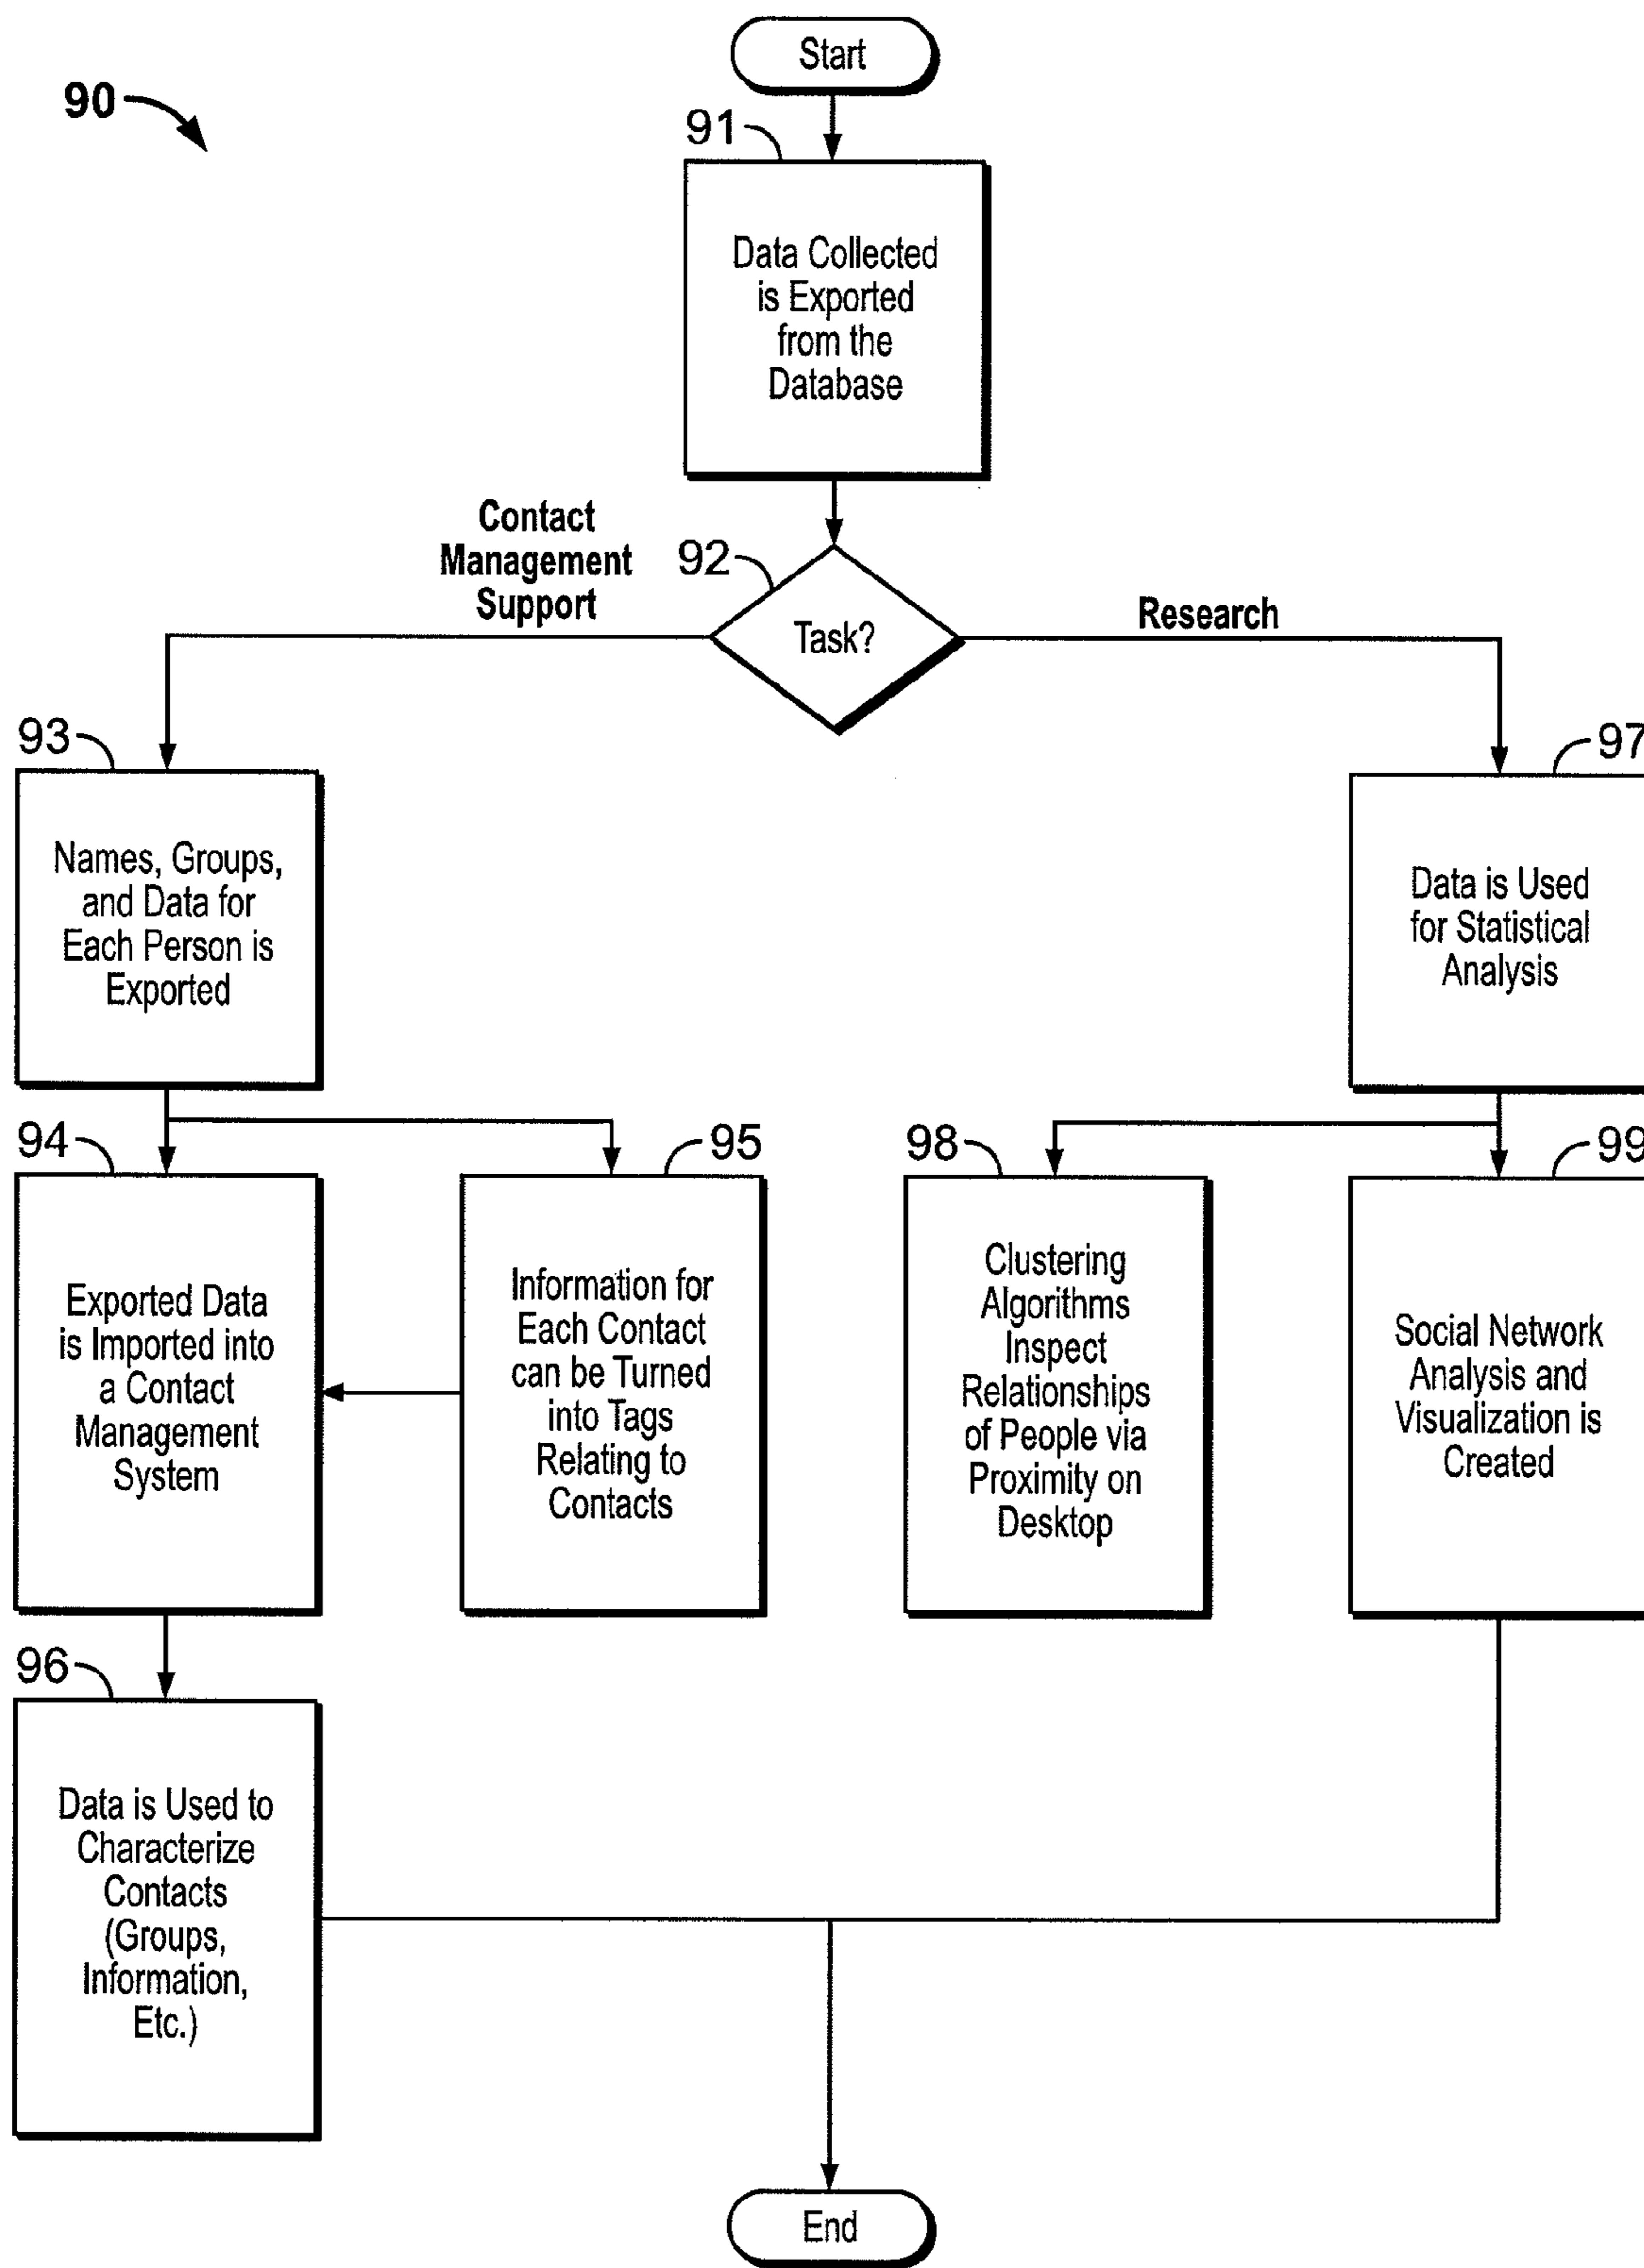 Start
90
91
Data Collected
is Exported
from the
Database
Contact
Management
Support
92
Task?
Research
93
Names, Groups,
and Data for
Each Person is
Exported
97
Data is Used
for Statistical
Analysis
94
Exported Data
is Imported into
a Contact
Management
System
95
Information for
Each Contact
can be Turned
into Tags
Relating to
Contacts
98
Clustering
Algorithms
Inspect
Relationships
of People via
Proximity on
Desktop
99
Social Network
Analysis and
Visualization is
Created
96
Data is Used to
Characterize
Contacts
(Groups,
Information,
Etc.)
End